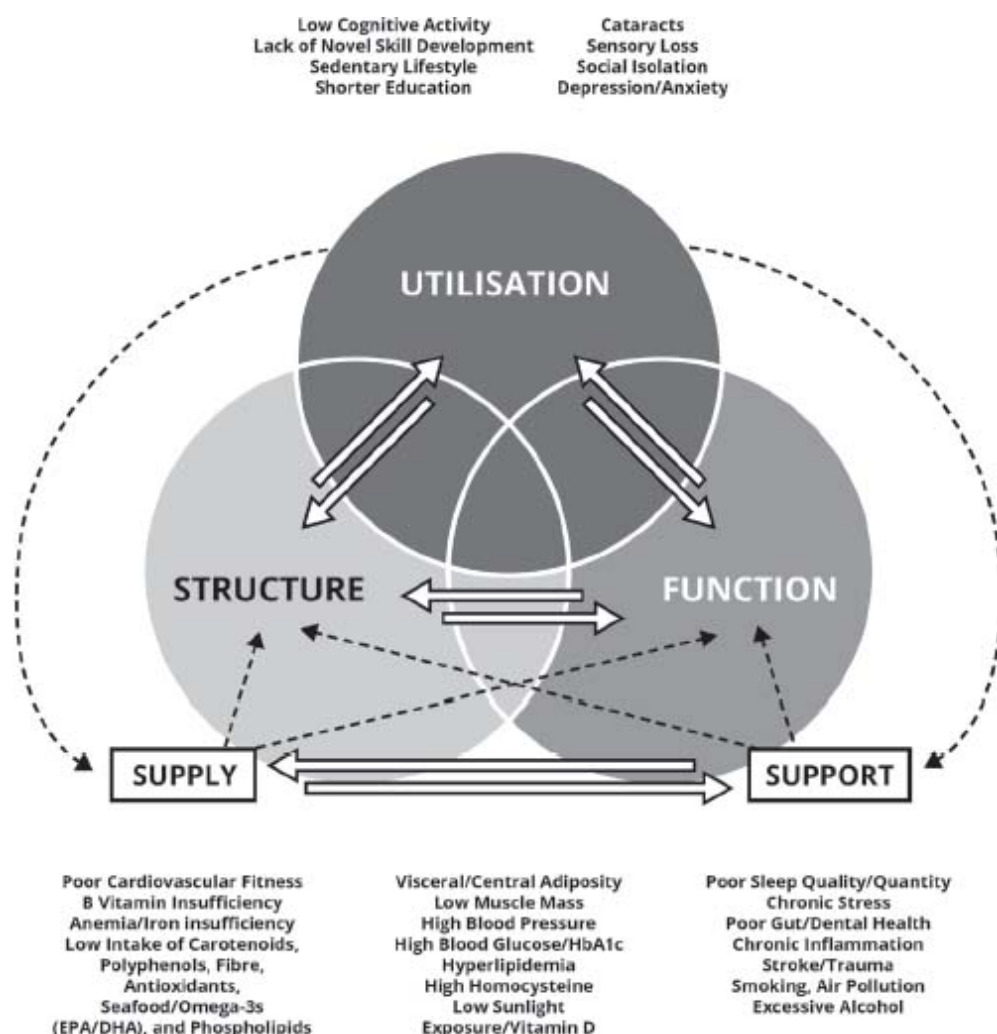 Low Cognitive Activity
Lack of Novel Skill Development
Sedentary Lifestyle
Shorter Education
Cataracts
Sensory Loss
Social Isolation
Depression/Anxiety
UTILISATION
STRUCTURE
FUNCTION
SUPPLY
SUPPORT
Poor Cardiovascular Fitness
B Vitamin Insufficiency
Anemia/Iron insufficiency
Low Intake of Carotenoids,
Polyphenols, Fibre,
Antioxidants,
Seafood/Omega-3s
(EPA/DHA), and Phospholipids
Visceral/Central Adiposity
Low Muscle Mass
High Blood Pressure
High Blood Glucose/HbA1c
Hyperlipidemia
High Homocysteine
Low Sunlight
Exposure/Vitamin D
Poor Sleep Quality/Quantity
Chronic Stress
Poor Gut/Dental Health
Chronic Inflammation
Stroke/Trauma
Smoking, Air Pollution
Excessive Alcohol